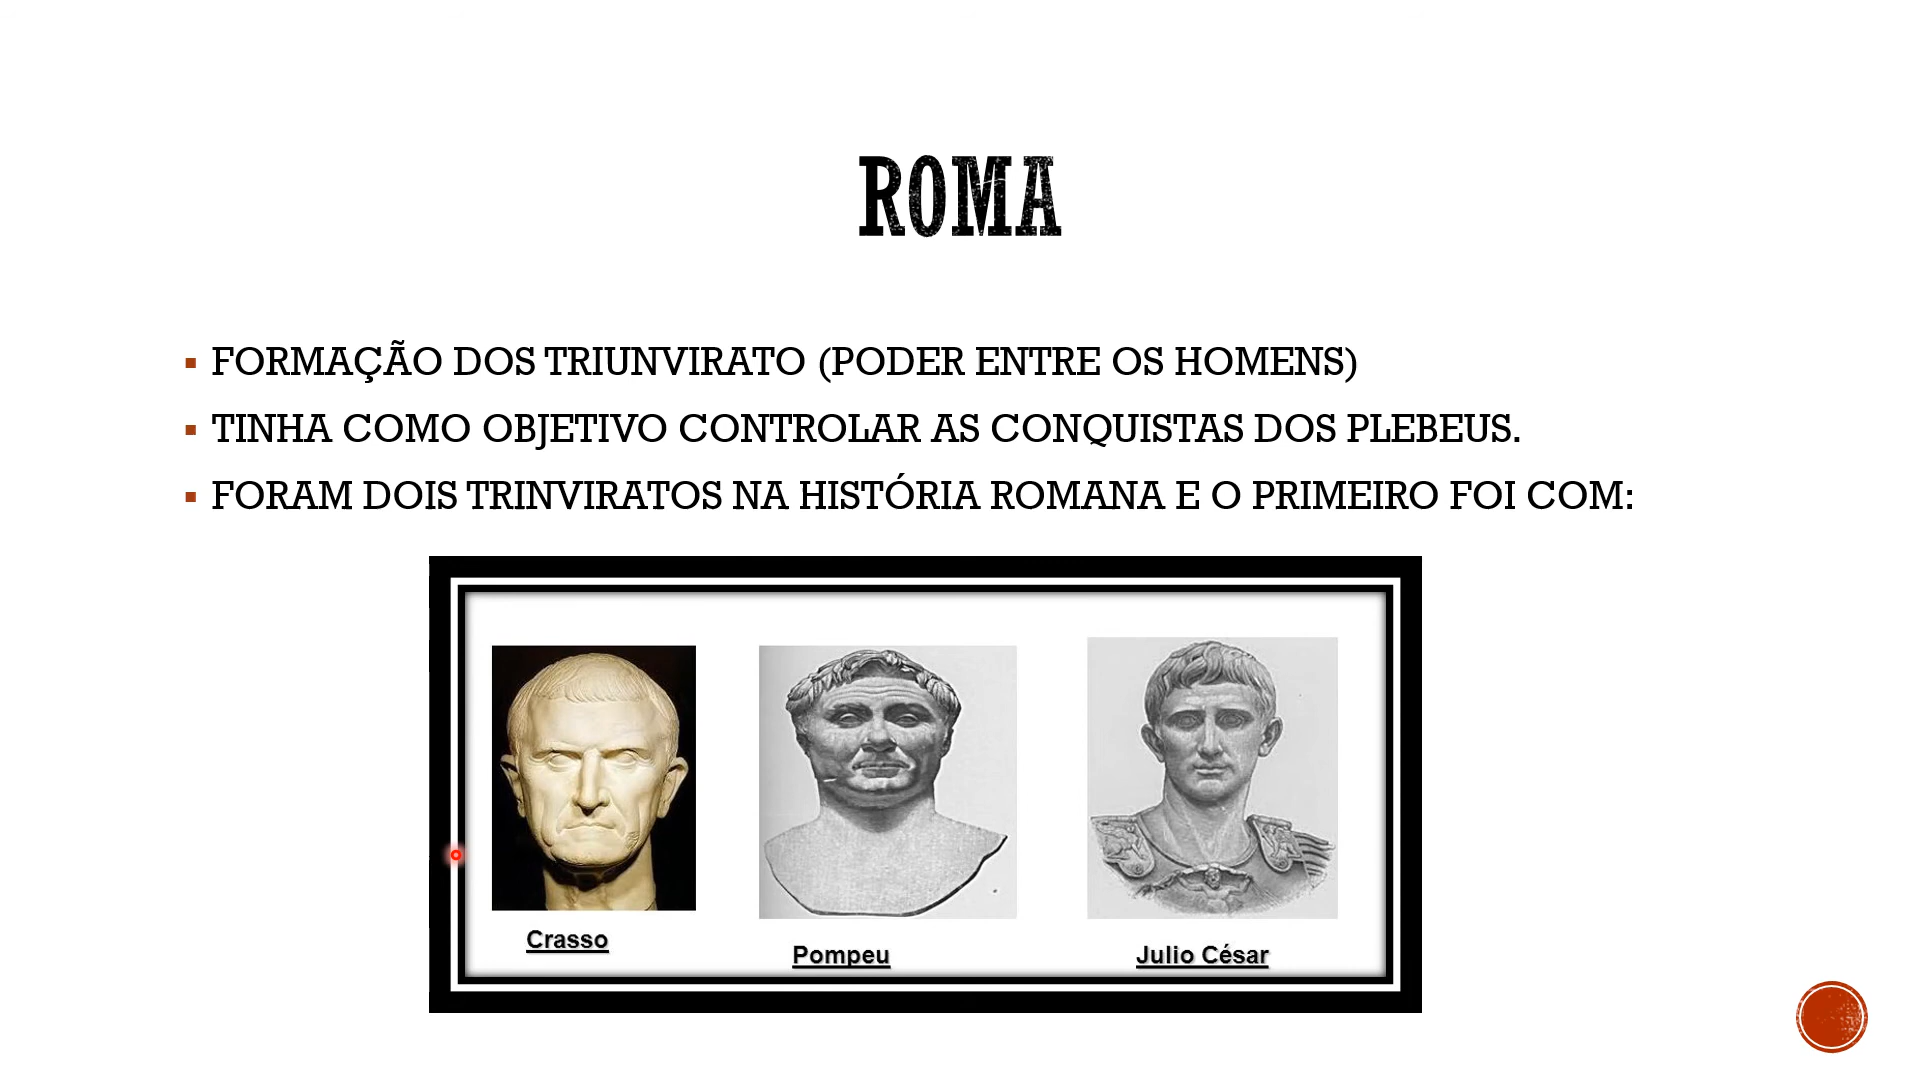 ROMA
FORMAÇÃO DOS TRIUNVIRATO (PODER ENTRE OS HOMENS)
TINHA COMO OBJETIVO CONTROLAR AS CONQUISTAS DOS PLEBEUS.
FORAM DOIS TRINVIRATOS NA HISTÓRIA ROMANA E O PRIMEIRO FOI COM:
Crasso
Pompeu
Julio César